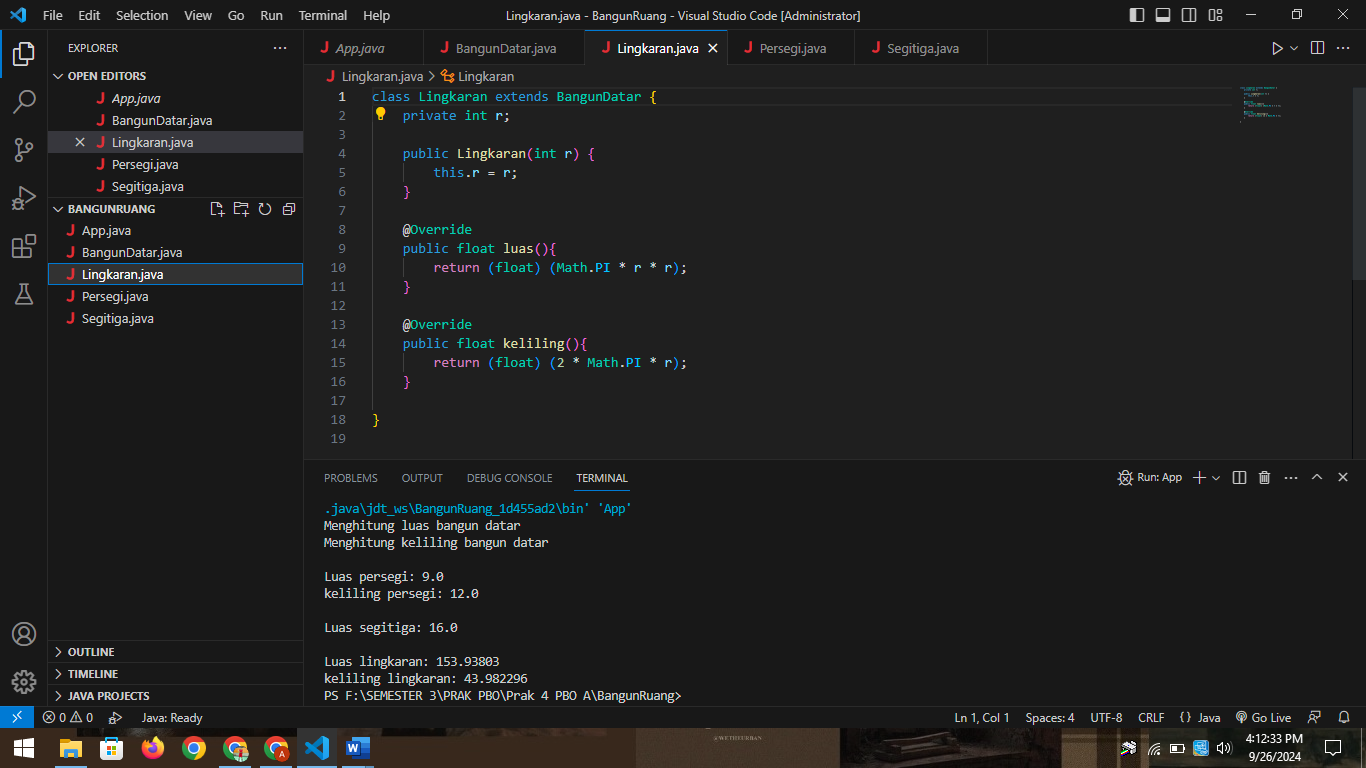 File Edit Selection View Go Run Terminal Help Lingkaran.java - BangunRuang - Visual Studio Code [Administrator]
EXPLORER
OPEN EDITORS
App.java
BangunDatar.java
Lingkaran.java
Persegi.java
Segitiga.java
BANGUNRUANG
App.java
BangunDatar.java
Lingkaran.java
Persegi.java
Segitiga.java
OUTLINE
TIMELINE
JAVA PROJECTS
App.java BangunDatar.java Lingkaran.java Persegi.java Segitiga.java
Lingkaran.java > Lingkaran
1 class Lingkaran extends BangunDatar {
2     private int r;
3
4     public Lingkaran(int r) {
5         this.r = r;
6     }
7
8     @Override
9     public float luas(){
10         return (float) (Math.PI * r * r);
11     }
12
13     @Override
14     public float keliling(){
15         return (float) (2 * Math.PI * r);
16     }
17
18 }
19
PROBLEMS OUTPUT DEBUG CONSOLE TERMINAL Run: App
.java\jdt_ws\BangunRuang_1d455ad2\bin' 'App'
Menghitung luas bangun datar
Menghitung keliling bangun datar
Luas persegi: 9.0
keliling persegi: 12.0
Luas segitiga: 16.0
Luas lingkaran: 153.93803
keliling lingkaran: 43.982296
PS F:\SEMESTER 3\PRAK PBO\Prak 4 PBO A\BangunRuang>
0 0 Java: Ready Ln 1, Col 1 Spaces: 4 UTF-8 CRLF {} Java Go Live
4:12:33 PM
9/26/2024